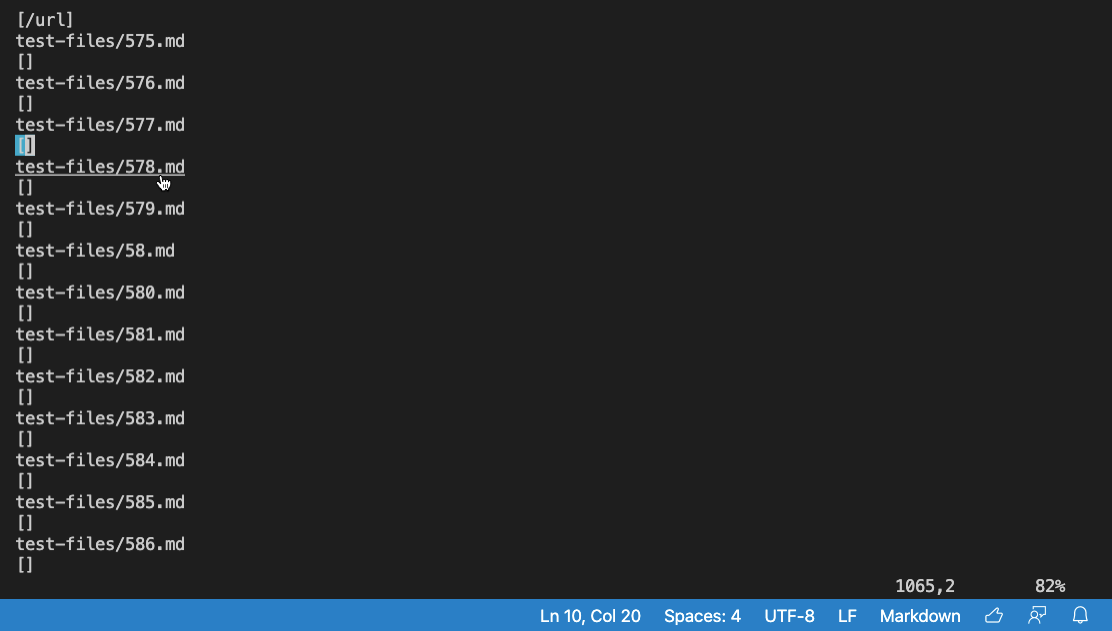 [/url]
test-files/575.md
[]
test-files/576.md
[]
test-files/577.md
[]
test-files/578.md
[]
test-files/579.md
[]
test-files/58.md
[]
test-files/580.md
[]
test-files/581.md
[]
test-files/582.md
[]
test-files/583.md
[]
test-files/584.md
[]
test-files/585.md
[]
test-files/586.md
[]
1065,2 82%
Ln 10, Col 20 Spaces: 4 UTF-8 LF Markdown